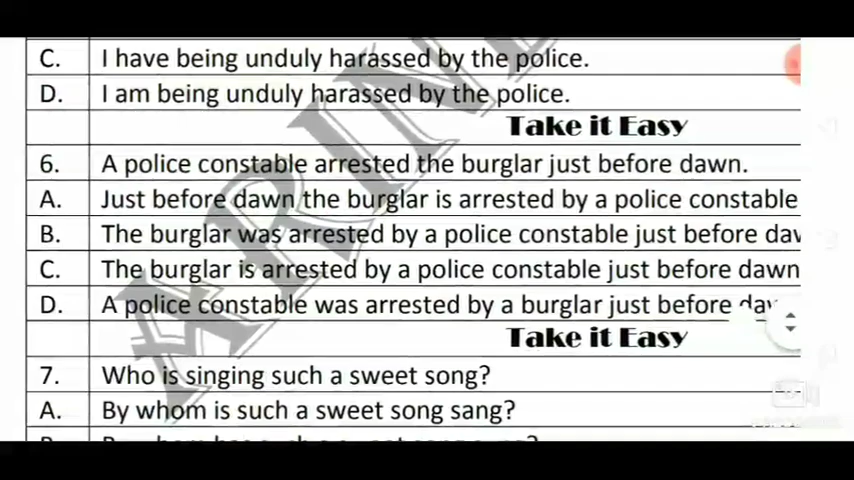 C. I have being unduly harassed by the police.
D. I am being unduly harassed by the police.
Take it Easy
6. A police constable arrested the burglar just before dawn.
A. Just before dawn the burglar is arrested by a police constable
B. The burglar was arrested by a police constable just before
C. The burglar is arrested by a police constable just before dawn
D. A police constable was arrested by a burglar just before
Take it Easy
7. Who is singing such a sweet song?
A. By whom is such a sweet song sang?